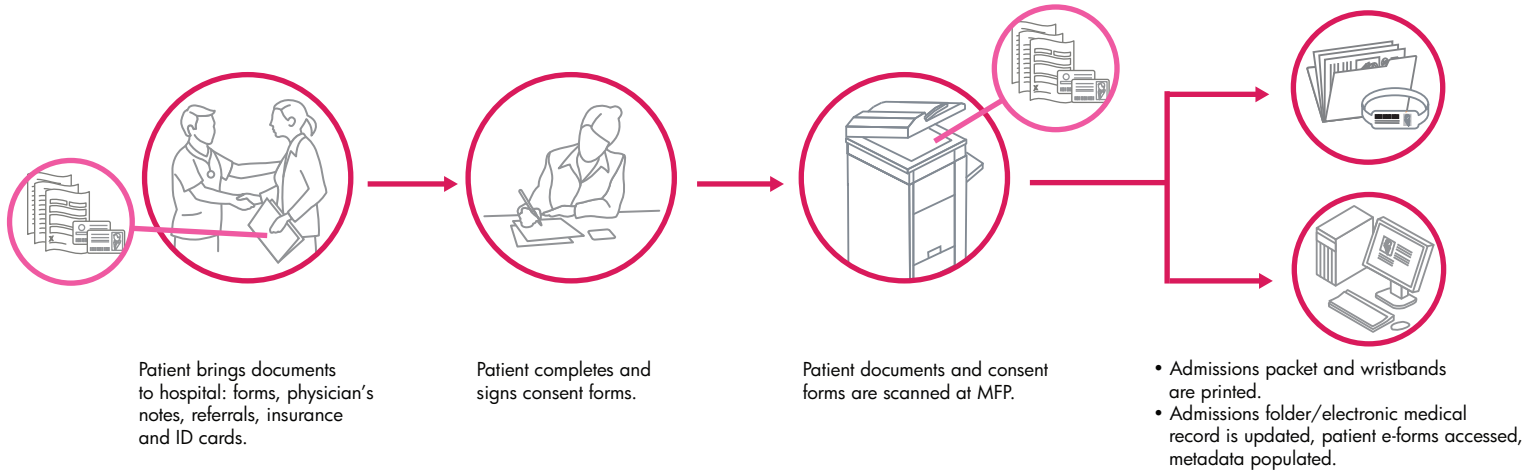 Patient brings documents
to hospital: forms, physician’s
notes, referrals, insurance
and ID cards.
Patient completes and
signs consent forms.
Patient documents and consent
forms are scanned at MFP.
• Admissions packet and wristbands
are printed.
• Admissions folder/electronic medical
record is updated, patient e-forms accessed,
metadata populated.